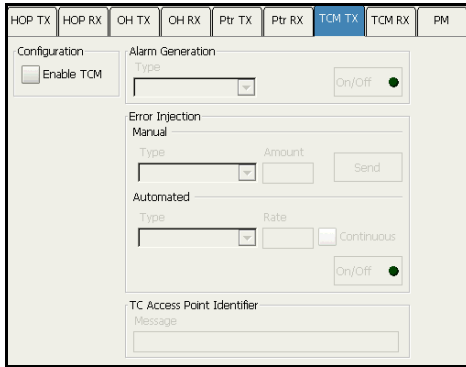 HOP TX HOP RX OH TX OH RX Ptr TX Ptr RX TCM TX TCM RX PM
Configuration
Enable TCM
Alarm Generation
Type
On/Off
Error Injection
Manual
Type Amount
Send
Automated
Type Rate
Continuous
On/Off
TC Access Point Identifier
Message